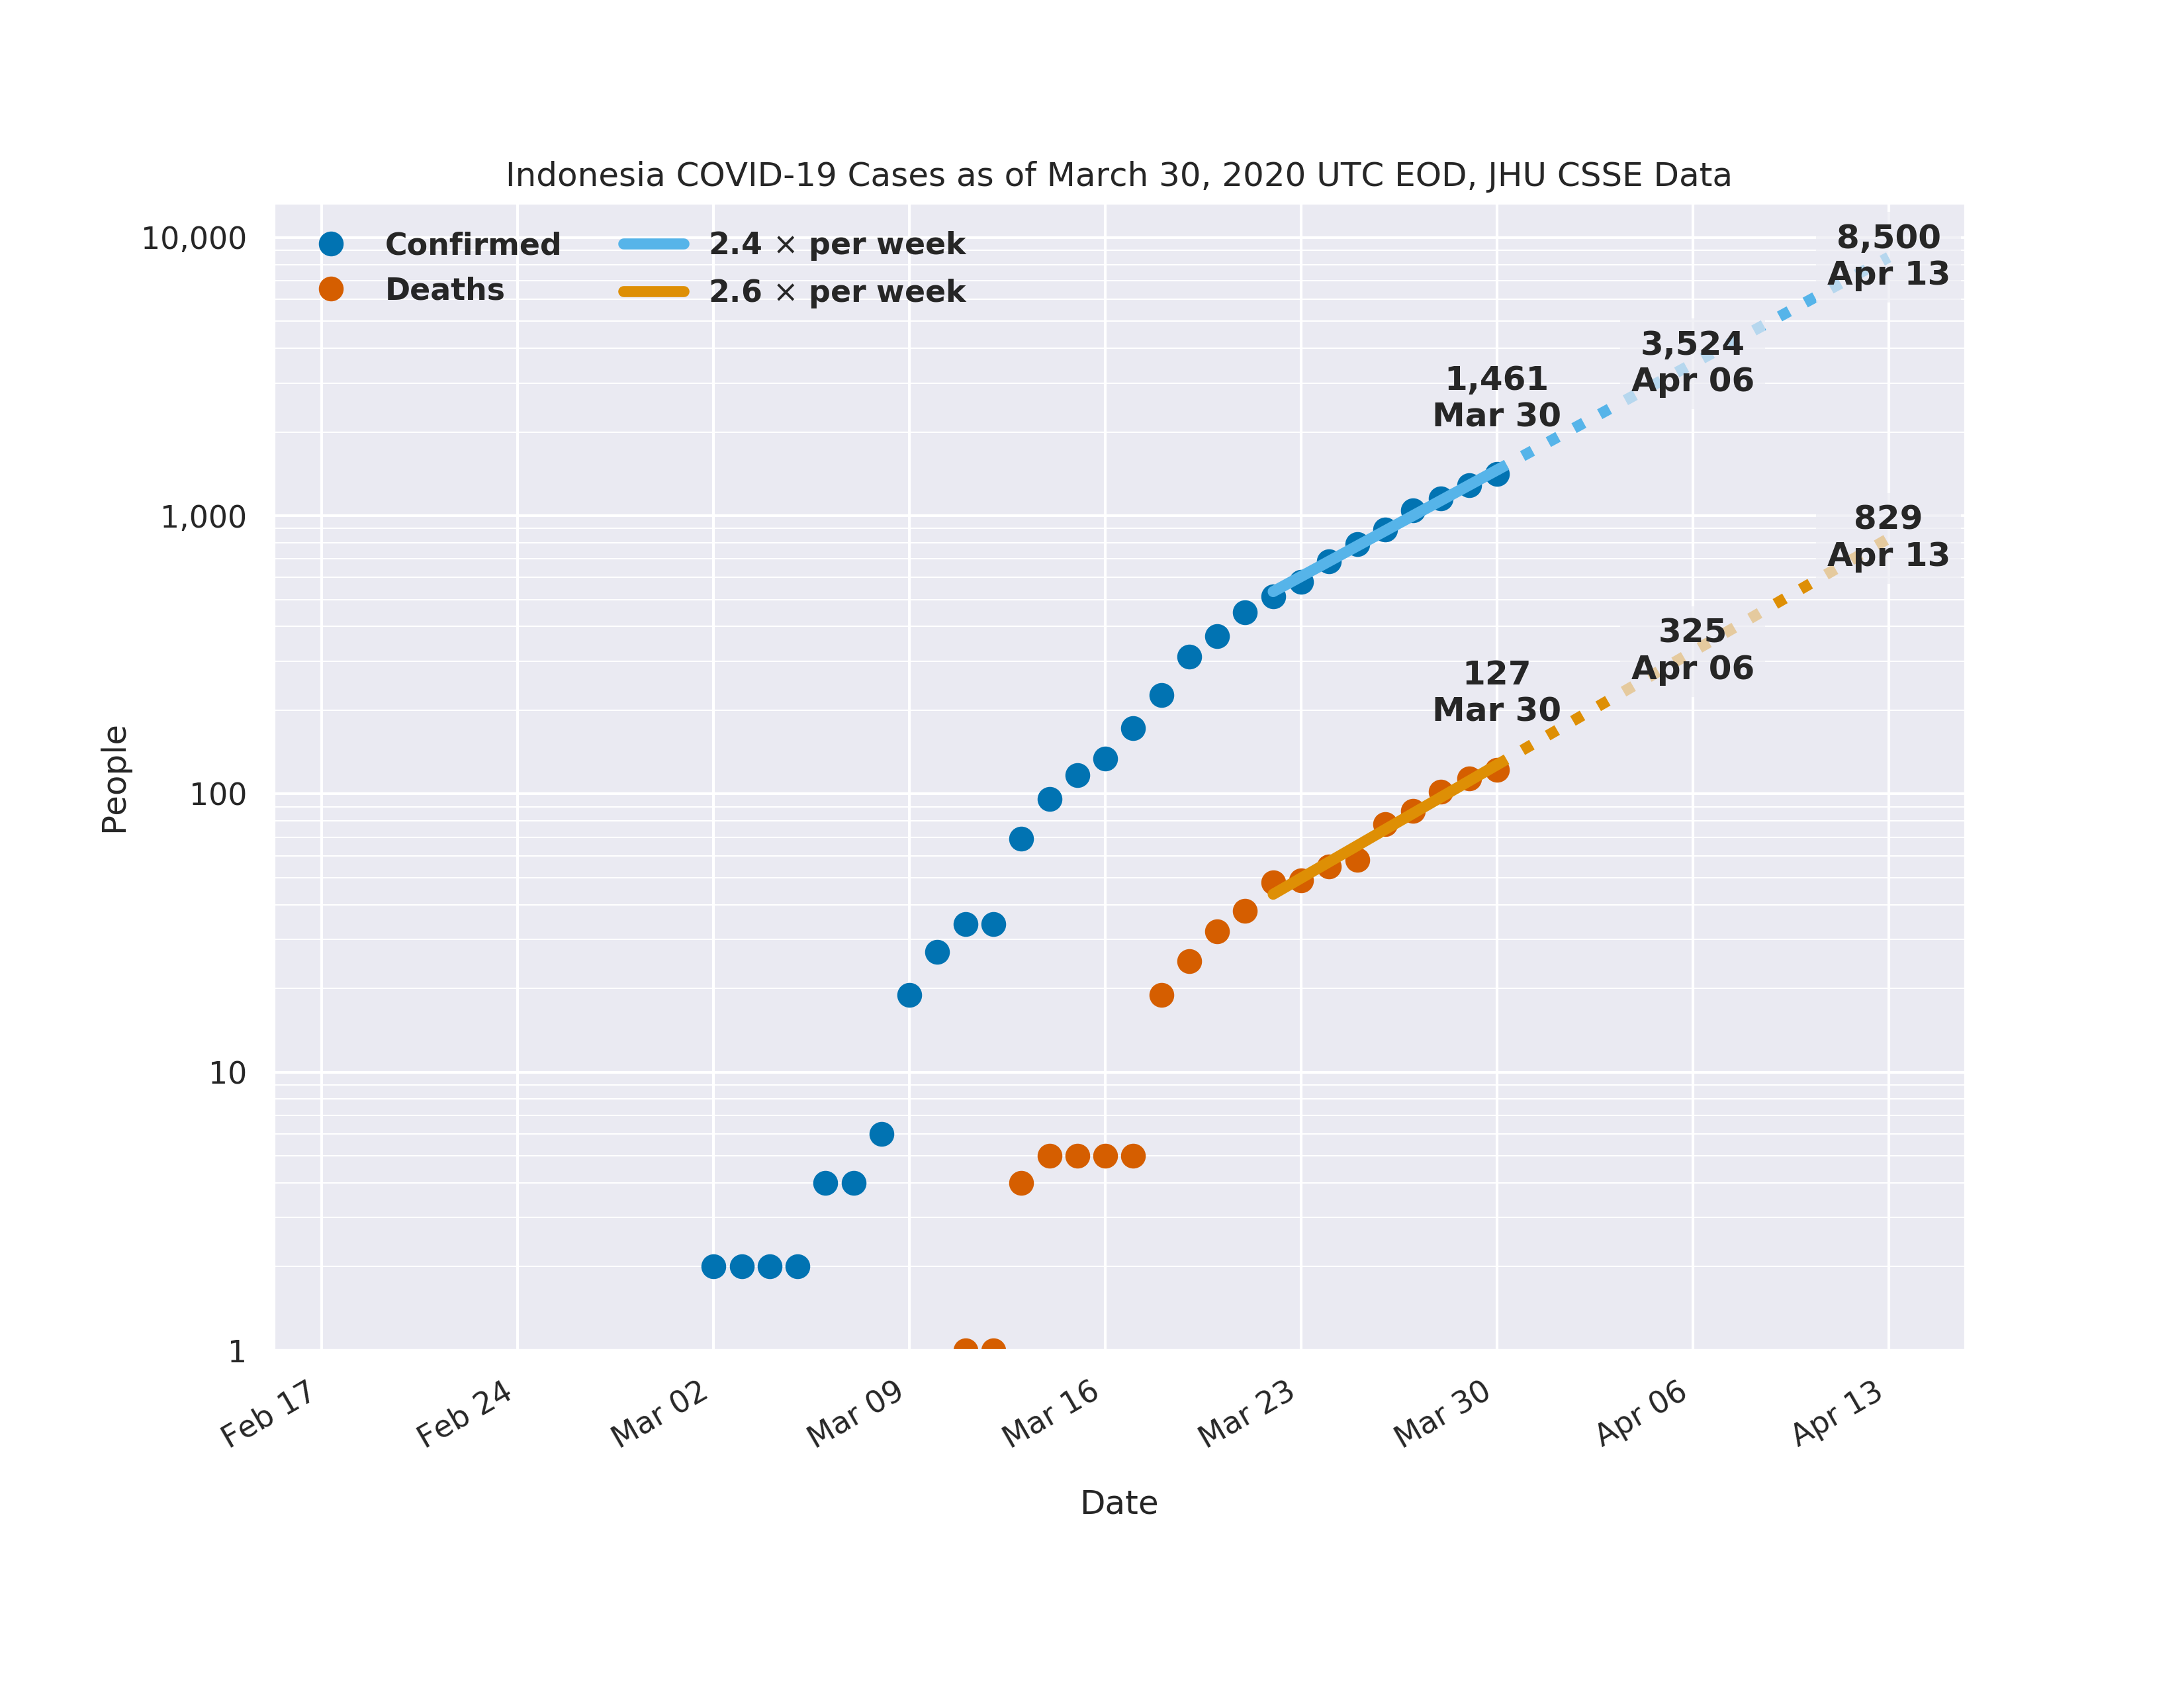 Indonesia COVID-19 Cases as of March 30, 2020 UTC EOD, JHU CSSE Data
Confirmed
Deaths
2.4 × per week
2.6 × per week
10,000
1,000
100
10
1
People
8,500
Apr 13
3,524
Apr 06
1,461
Mar 30
829
Apr 13
325
Apr 06
127
Mar 30
Feb 17
Feb 24
Mar 02
Mar 09
Mar 16
Mar 23
Mar 30
Apr 06
Apr 13
Date